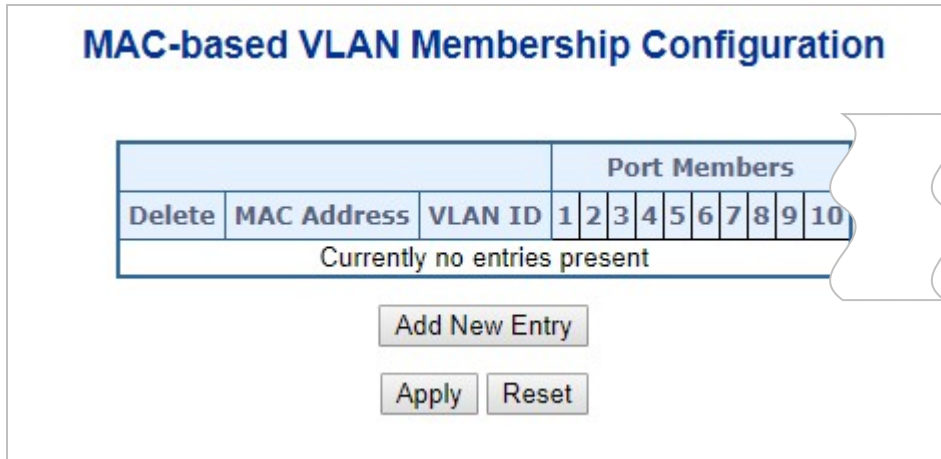 MAC-based VLAN Membership Configuration
Port Members
Delete MAC Address VLAN ID 1 2 3 4 5 6 7 8 9 10
Currently no entries present
Add New Entry
Apply Reset